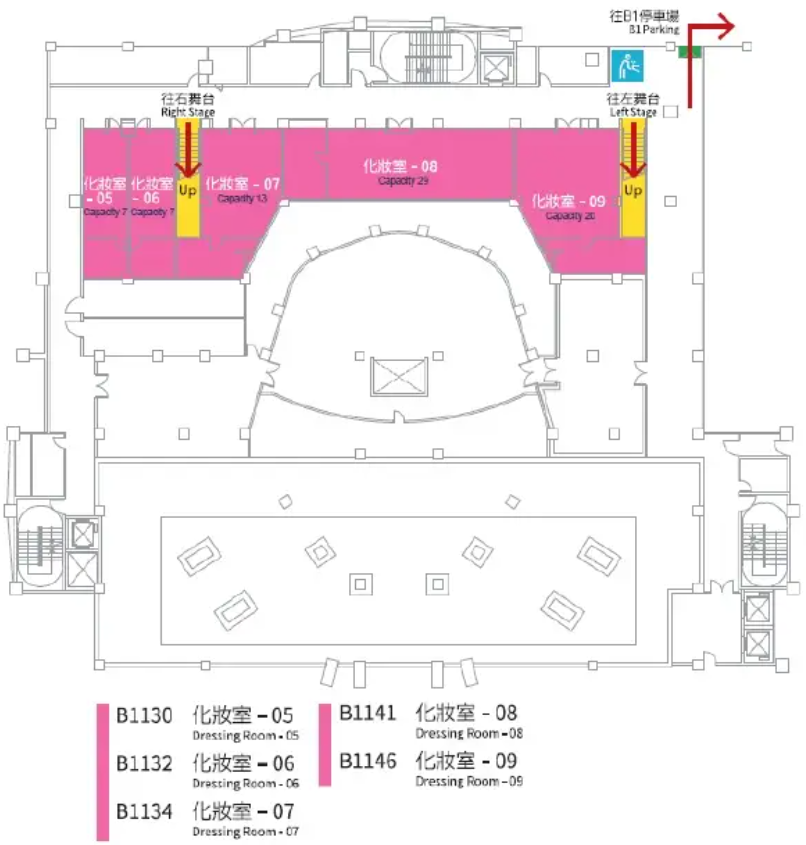 往B1停車場
B1 Parking
往右舞台
Right Stage
往左舞台
Left Stage
Up
Up
化妝室
- 05
Capacity 7
化妝室
- 06
Capacity 7
化妝室 - 07
Capacity 13
化妝室 - 08
Capacity 29
化妝室 - 09
Capacity 20
B1130 化妝室 - 05
Dressing Room - 05
B1132 化妝室 - 06
Dressing Room - 06
B1134 化妝室 - 07
Dressing Room - 07
B1141 化妝室 - 08
Dressing Room - 08
B1146 化妝室 - 09
Dressing Room - 09